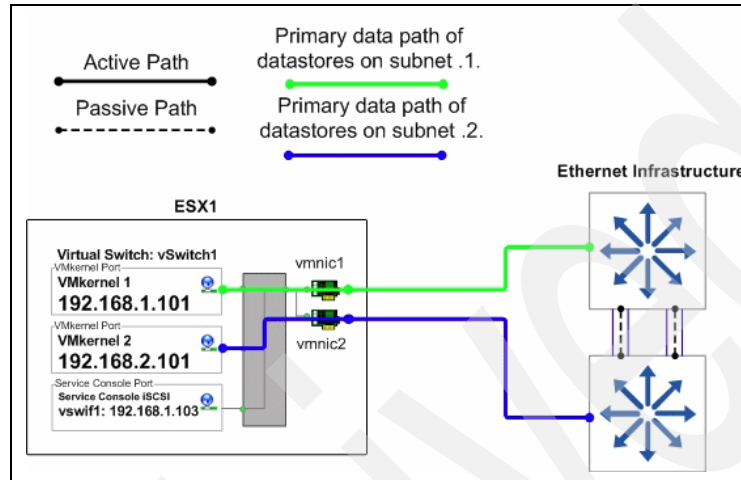 Active Path
Passive Path
Primary data path of
datastores on subnet .1.
Primary data path of
datastores on subnet .2.
Ethernet Infrastructure
ESX1
Virtual Switch: vSwitch1
VMkernel Port
VMkernel 1
192.168.1.101
VMkernel Port
VMkernel 2
192.168.2.101
Service Console Port
Service Console iSCSI
vswif1: 192.168.1.103
vmnic1
vmnic2